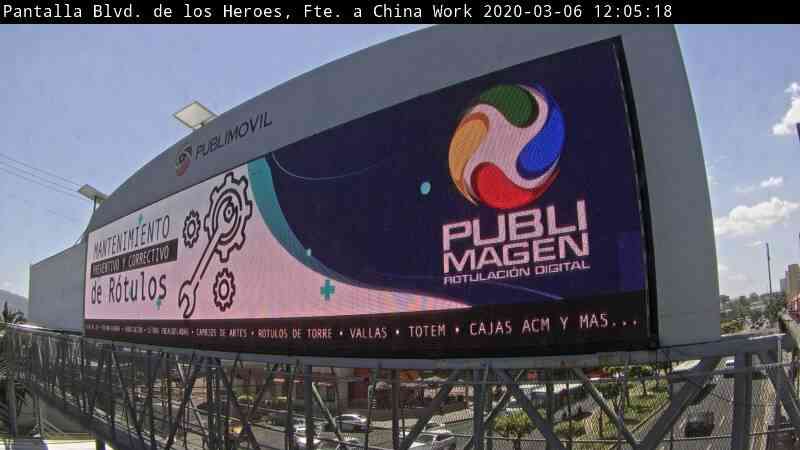 Pantalla Blvd. de los Heroes, Fte. a China Work 2020-03-06 12:05:18
PUBLIMOVIL
MANTENIMIENTO
PREVENTIVO Y CORRECTIVO
de Rótulos
PUBLI
MAGEN
ROTULACIÓN DIGITAL
• CAMBIOS DE ARTES • RÓTULOS DE TORRE • VALLAS • TOTEM • CAJAS ACM Y MAS...